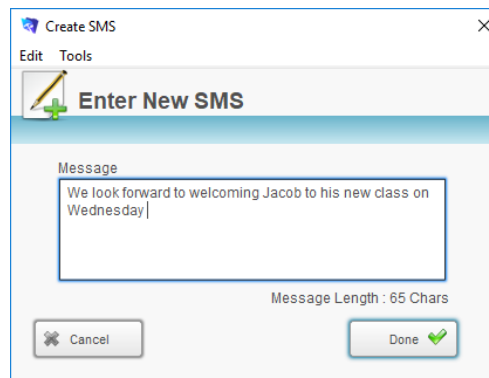 Create SMS
Edit Tools
Enter New SMS
Message
We look forward to welcoming Jacob to his new class on
Wednesday
Message Length : 65 Chars
Cancel
Done